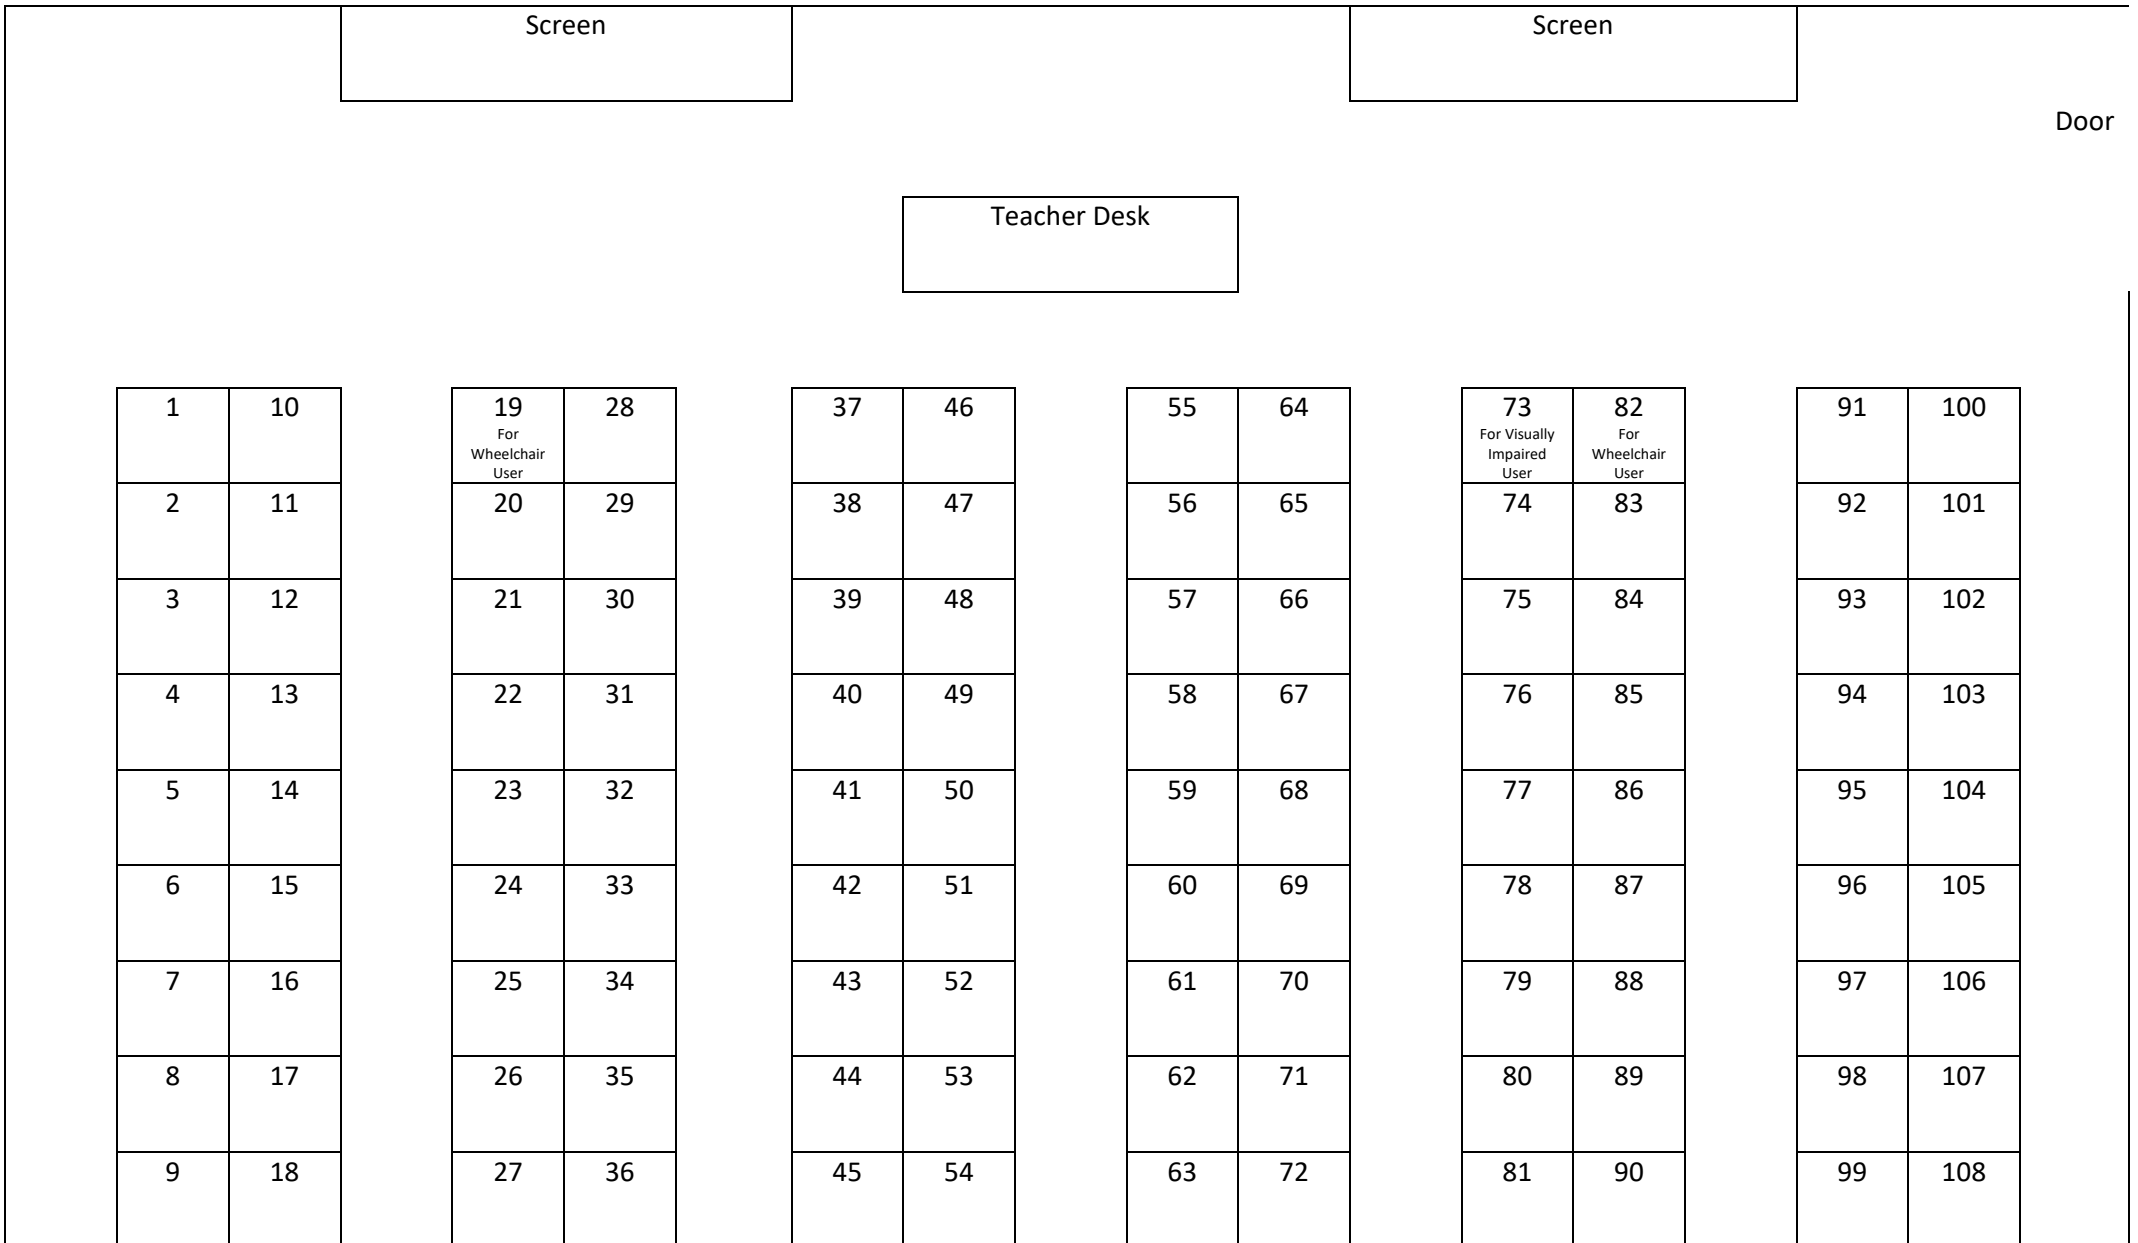 Screen Screen
Door
Teacher Desk
1 10 19 28 37 46 55 64 73 82 91 100
For For Visually For
Wheelchair Impaired Wheelchair
User User User
2 11 20 29 38 47 56 65 74 83 92 101
3 12 21 30 39 48 57 66 75 84 93 102
4 13 22 31 40 49 58 67 76 85 94 103
5 14 23 32 41 50 59 68 77 86 95 104
6 15 24 33 42 51 60 69 78 87 96 105
7 16 25 34 43 52 61 70 79 88 97 106
8 17 26 35 44 53 62 71 80 89 98 107
9 18 27 36 45 54 63 72 81 90 99 108